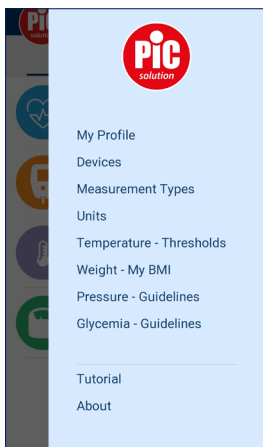 PiC
solution
My Profile
Devices
Measurement Types
Units
Temperature - Thresholds
Weight - My BMI
Pressure - Guidelines
Glycemia - Guidelines
Tutorial
About